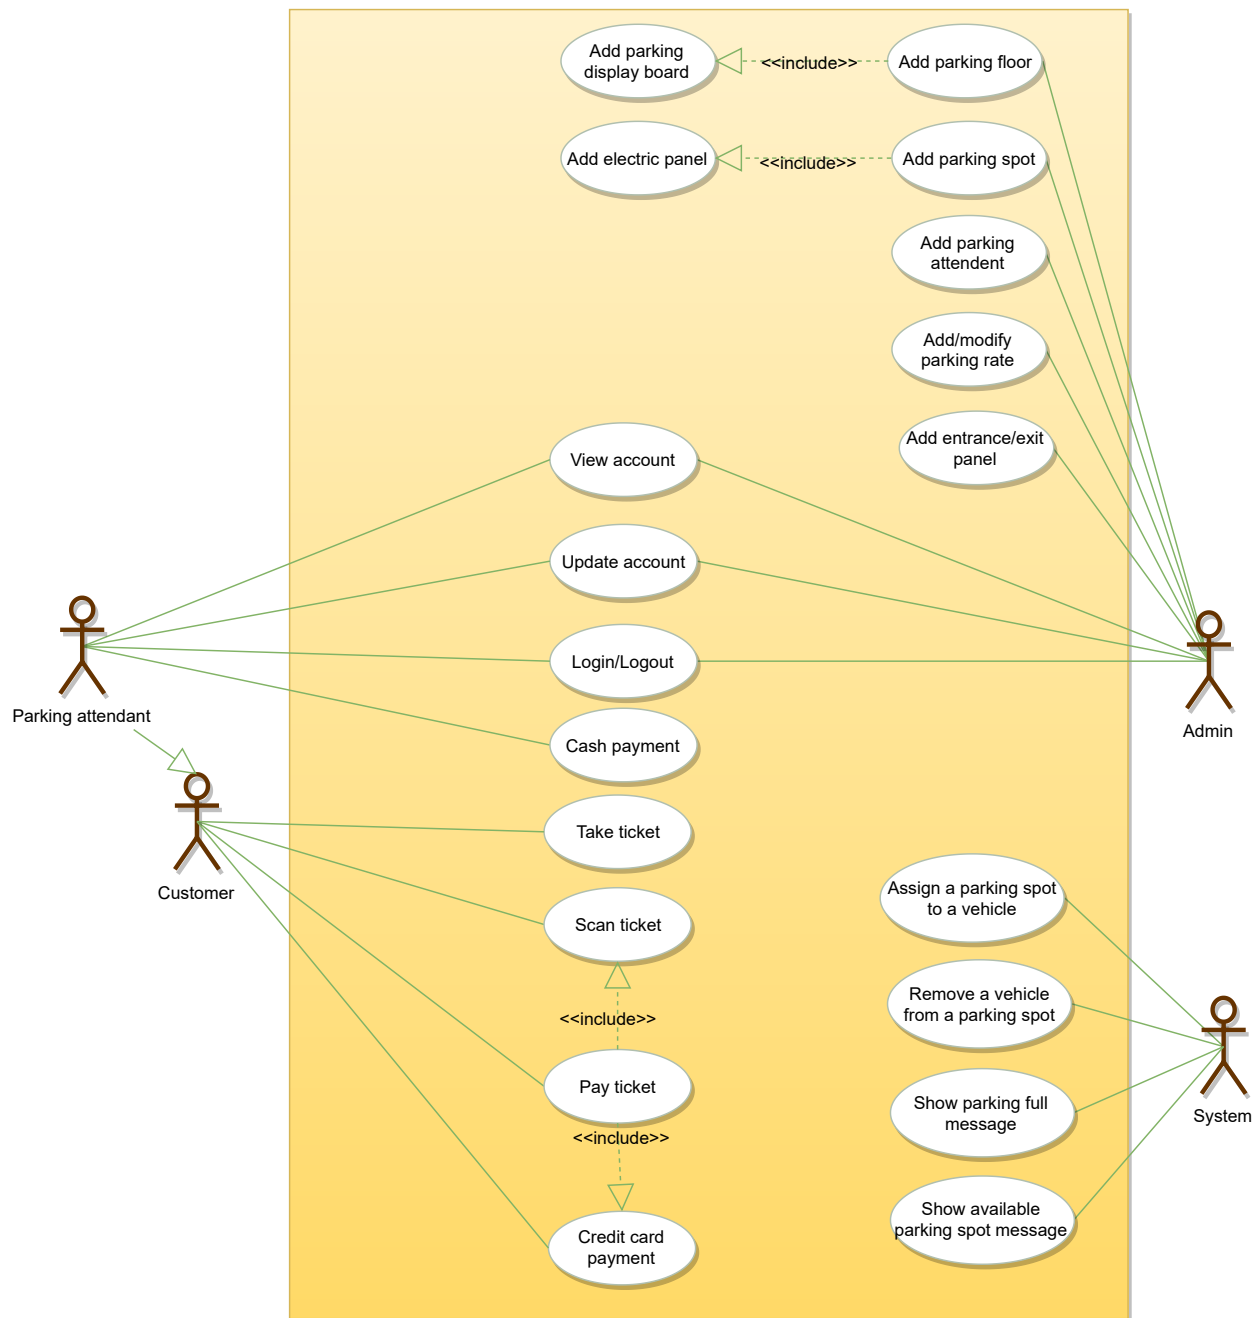 Add parking
display board
<<include>>
Add parking floor
Add electric panel
<<include>>
Add parking spot
Add parking
attendent
Add/modify
parking rate
Add entrance/exit
panel
View account
Update account
Login/Logout
Parking attendant
Admin
Cash payment
Take ticket
Customer
Scan ticket
Assign a parking spot
to a vehicle
Remove a vehicle
from a parking spot
<<include>>
Pay ticket
Show parking full
message
System
<<include>>
Show available
parking spot message
Credit card
payment